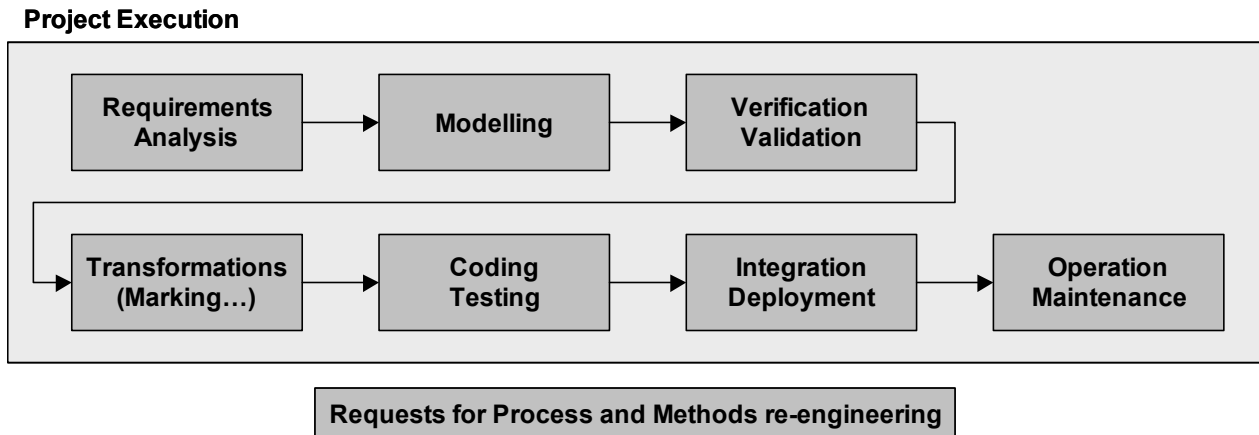 Project Execution
Requirements
Analysis
Modelling
Verification
Validation
Transformations
(Marking…)
Coding
Testing
Integration
Deployment
Operation
Maintenance
Requests for Process and Methods re-engineering